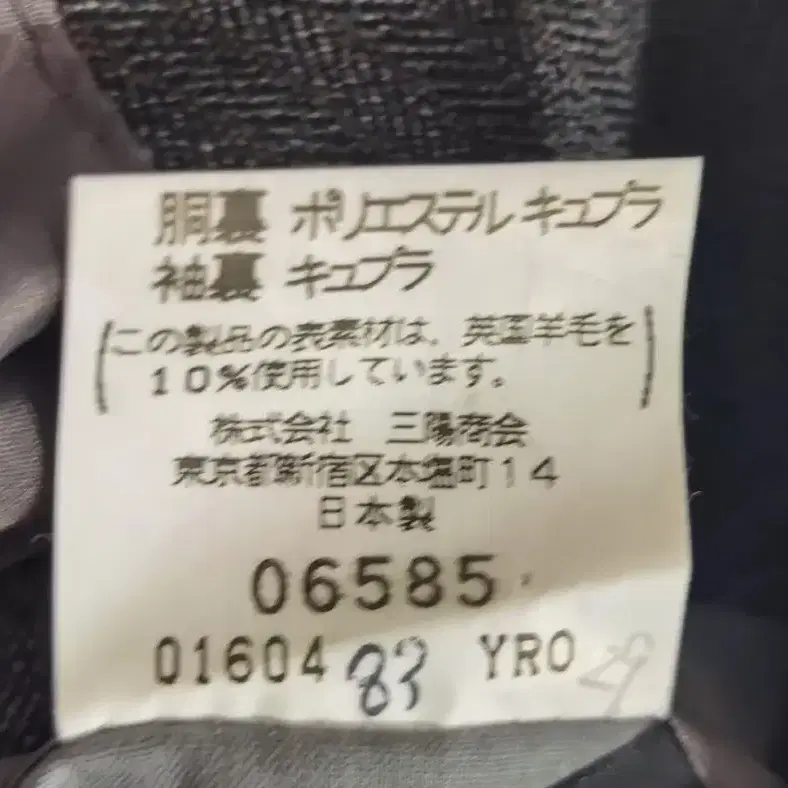 胴裏 ポリエステル キュプラ
袖裏 キュプラ
(この製品の表素材は、英国羊毛を
10%使用しています。)
株式会社 三陽商会
東京都新宿区本塩町14
日本製
06585
01604 83 YRO 29